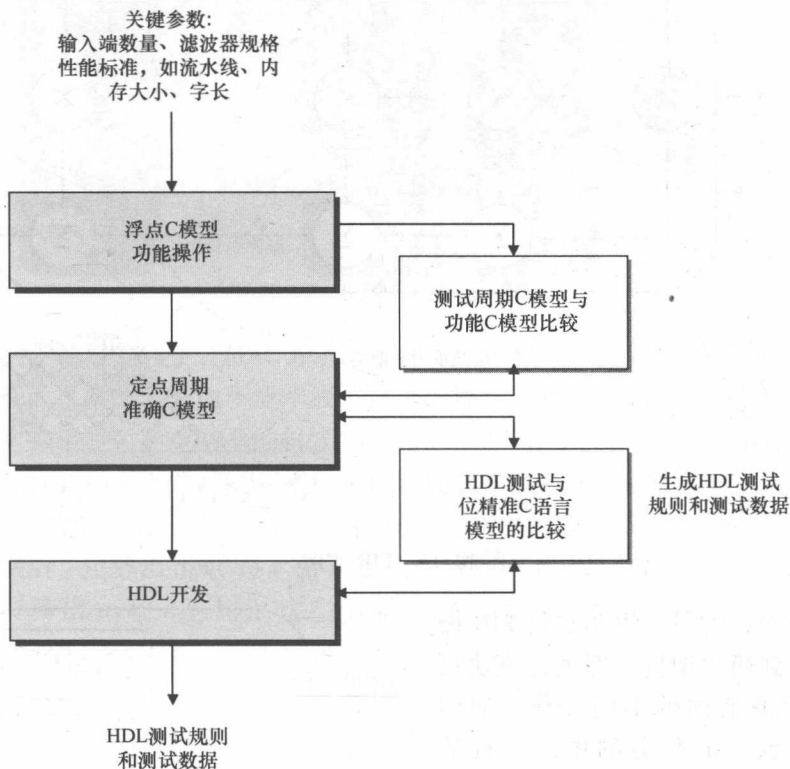 关键参数：
输入端数量、滤波器规格
性能标准，如流水线、内
存大小、字长
浮点C模型
功能操作
测试周期C模型与
功能C模型比较
定点周期
准确C模型
HDL测试与
位精准C语言
模型的比较
生成HDL测试
规则和测试数据
HDL开发
HDL测试规则
和测试数据